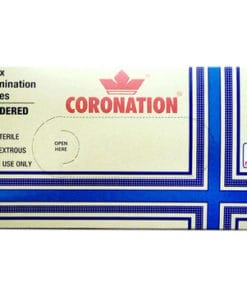 x
mination
es
DERED
CORONATION®
TERILE
EXTROUS
USE ONLY
OPEN
HERE